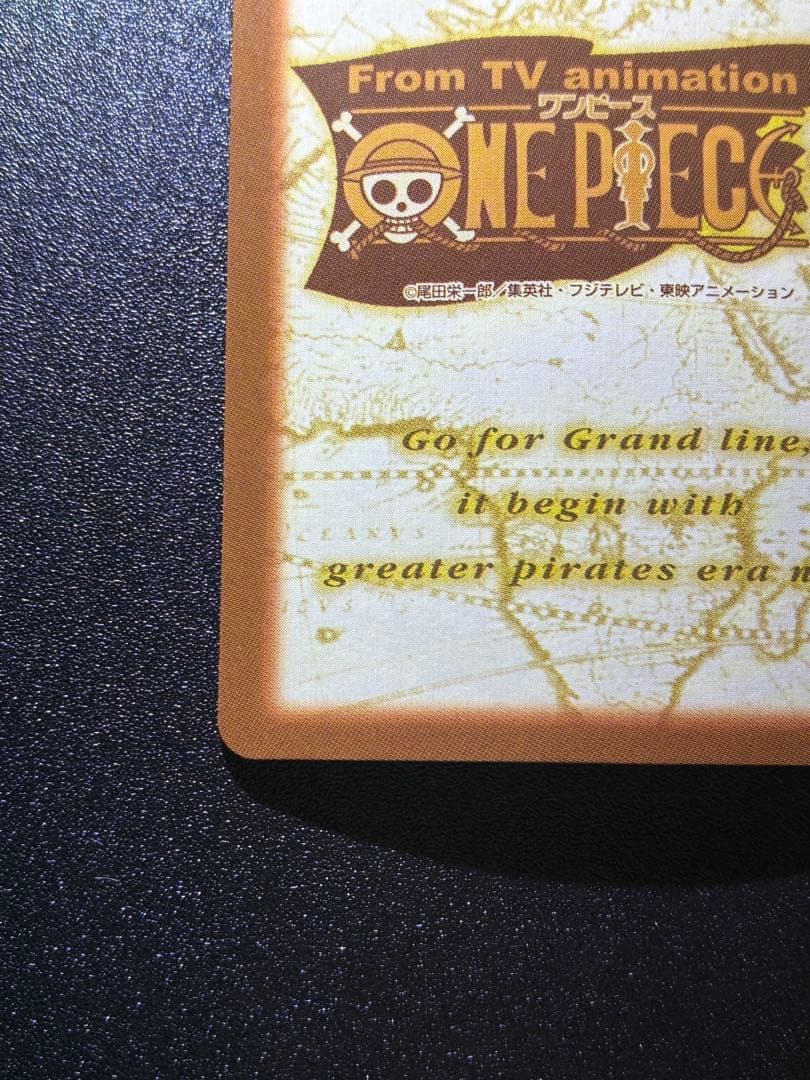 From TV animation
ワンピース
ONE PIECE
©尾田栄一郎/集英社・フジテレビ・東映アニメーション
Go for Grand line,
it begin with
greater pirates era